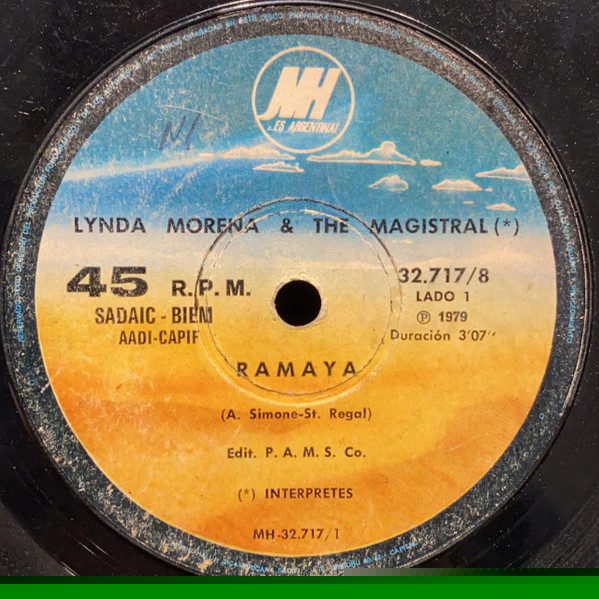 MH
¡..ES ARGENTINA!
LYNDA MORENA & THE MAGISTRAL (*)
45 R.P.M.
SADAIC - BIEM
AADI-CAPIF
32.717/8
LADO 1
Ⓟ 1979
Duración 3'07"
RAMAYA
(A. Simone-St. Regal)
Edit. P. A. M. S. Co.
(*) INTERPRETES
MH-32.717/1